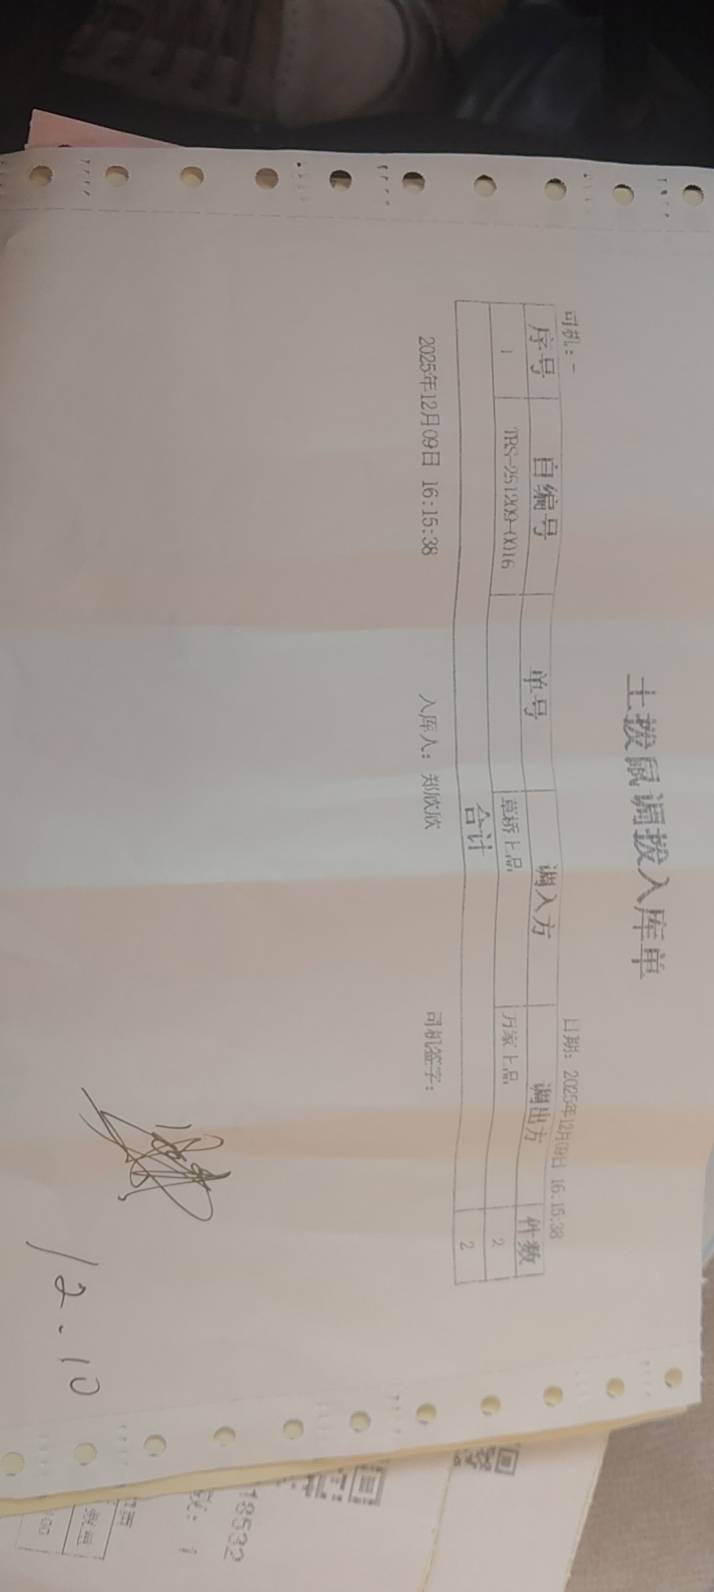 土拨鼠调拨入库单
司机：-
日期：2025年12月09日 16:15:38
序号 自编号 单号 调入方 调出方 件数
1 TRS-251209-0016 草桥上品 万家上品 2
合计 2
2025年12月09日 16:15:38 入库人：郑欣欣 司机签字：
12.10
18532